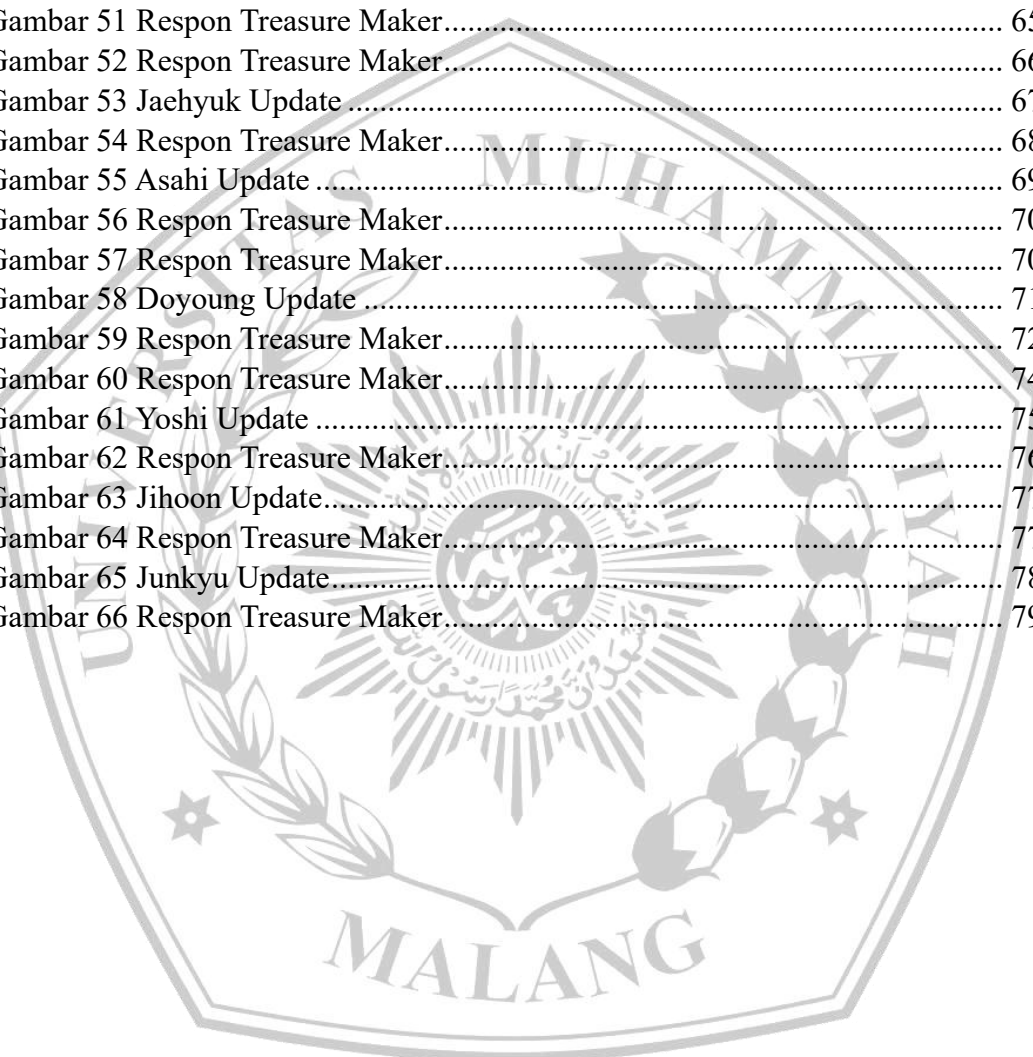 Gambar 51 Respon Treasure Maker.......................................................................... 65
Gambar 52 Respon Treasure Maker.......................................................................... 66
Gambar 53 Jaehyuk Update...................................................................................... 67
Gambar 54 Respon Treasure Maker.......................................................................... 68
Gambar 55 Asahi Update .......................................................................................... 69
Gambar 56 Respon Treasure Maker.......................................................................... 70
Gambar 57 Respon Treasure Maker.......................................................................... 70
Gambar 58 Doyoung Update .................................................................................... 71
Gambar 59 Respon Treasure Maker.......................................................................... 72
Gambar 60 Respon Treasure Maker.......................................................................... 74
Gambar 61 Yoshi Update .......................................................................................... 75
Gambar 62 Respon Treasure Maker.......................................................................... 76
Gambar 63 Jihoon Update......................................................................................... 77
Gambar 64 Respon Treasure Maker.......................................................................... 77
Gambar 65 Junkyu Update........................................................................................ 78
Gambar 66 Respon Treasure Maker.......................................................................... 79
UNIVERSITAS MUHAMMADIYAH
MALANG